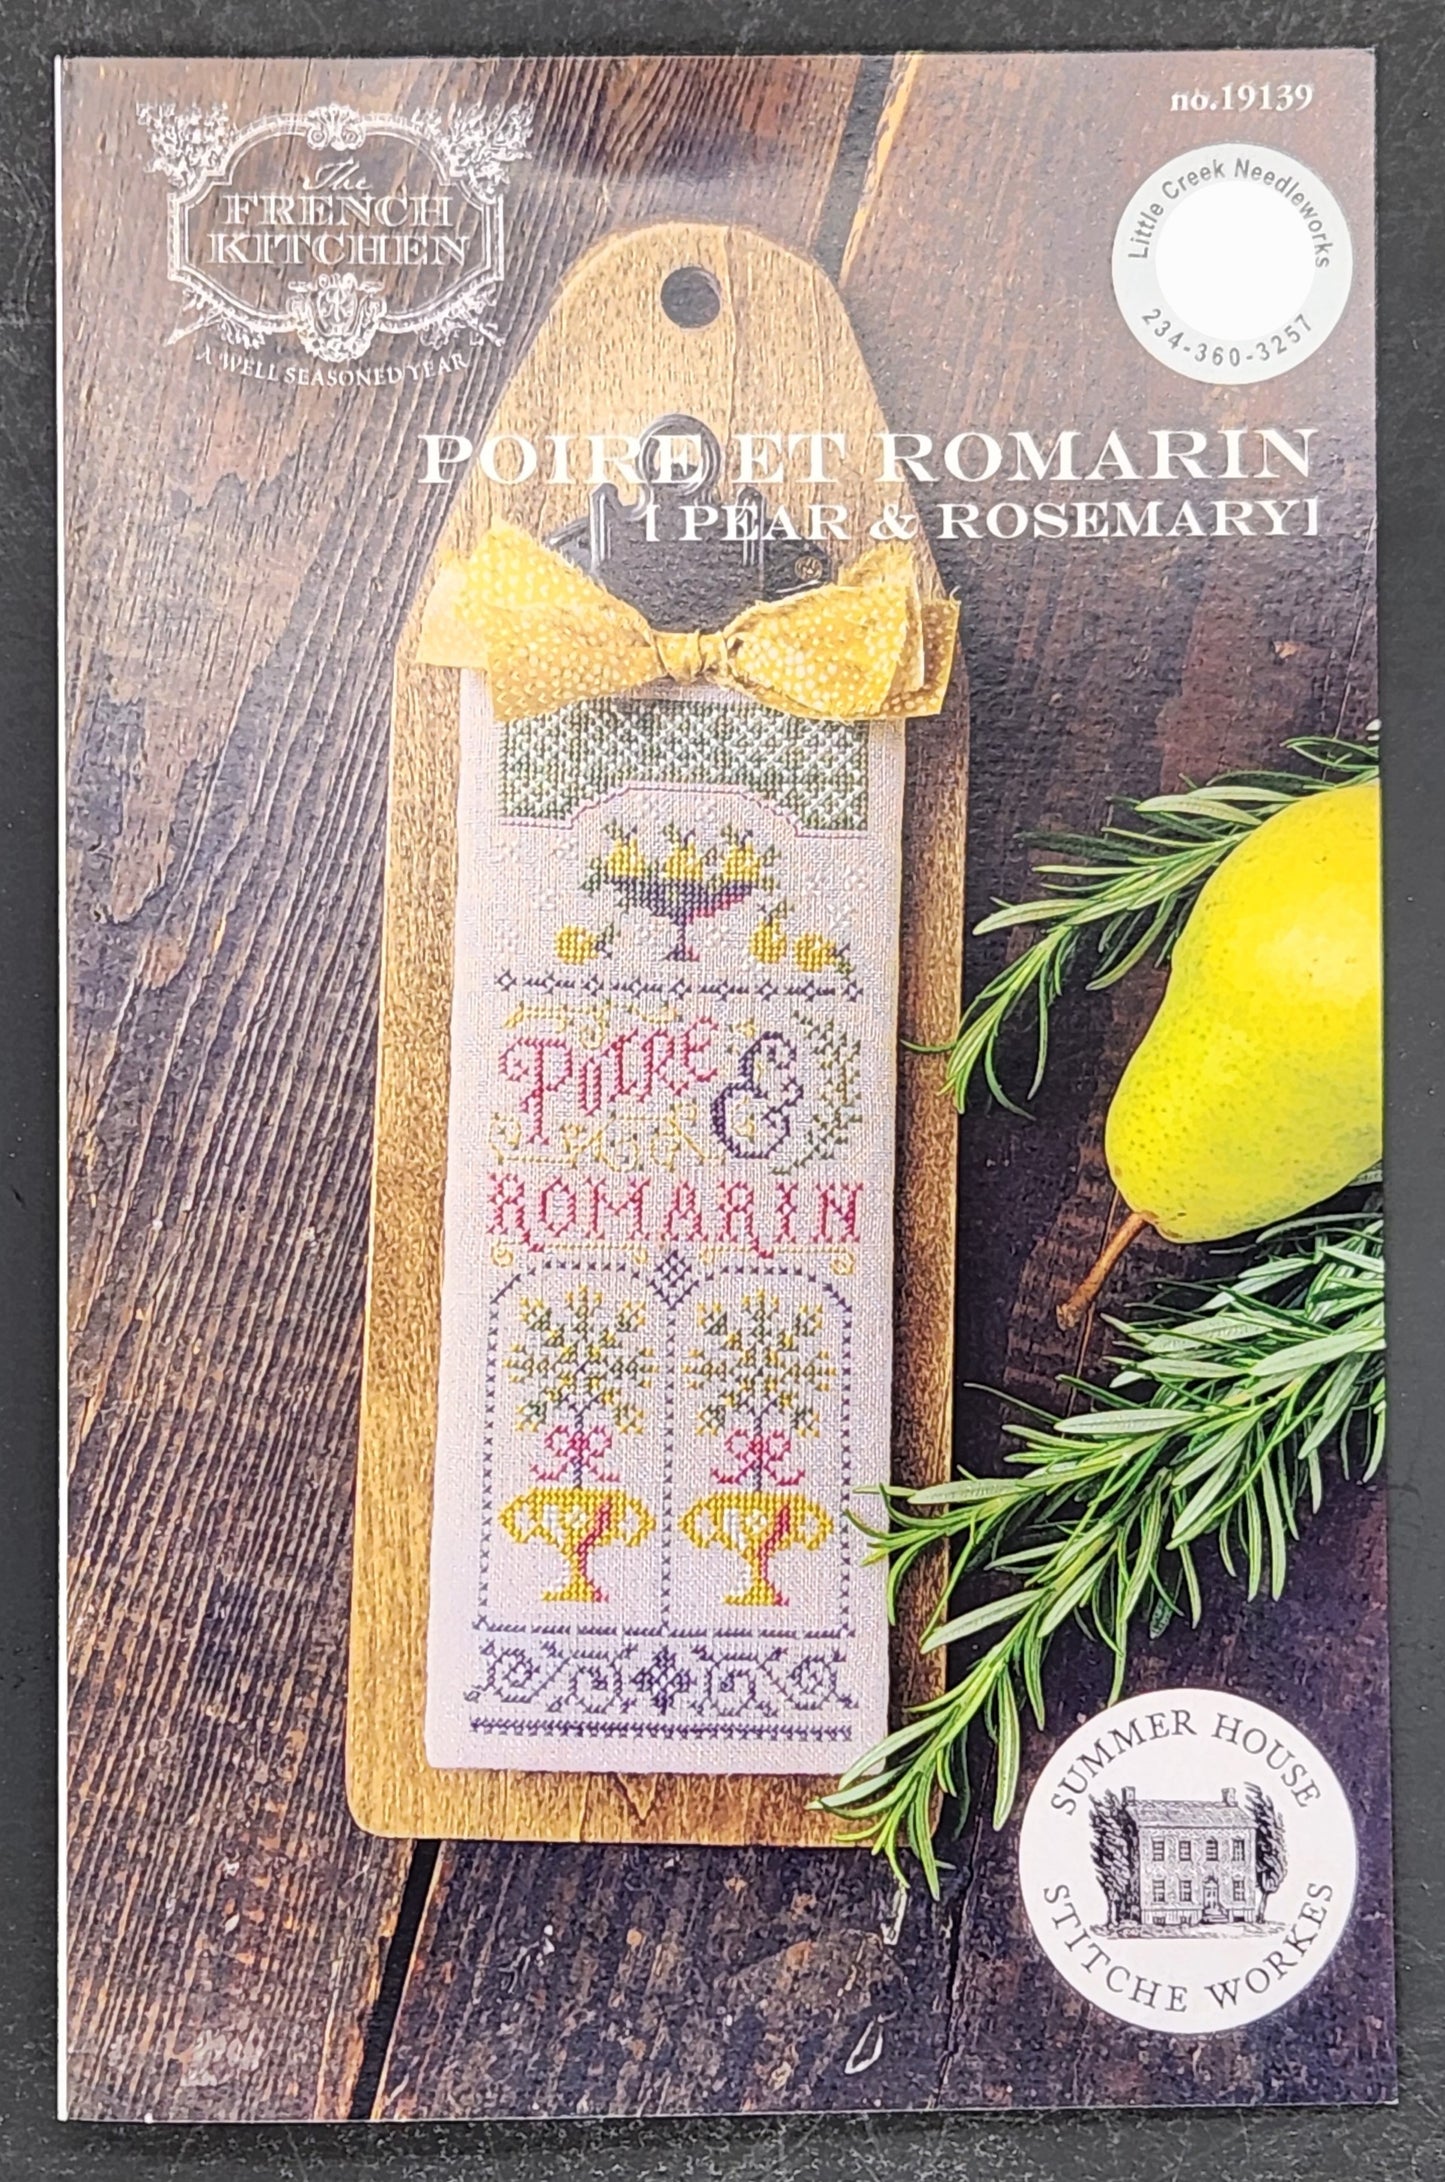 no.19139
The
FRENCH
KITCHEN
A WELL SEASONED YEAR
Little Creek Needleworks
234-360-3257
POIRE ET ROMARIN
[PEAR & ROSEMARY]
POIRE &
ROMARIN
SUMMER HOUSE
STITCHE WORKES